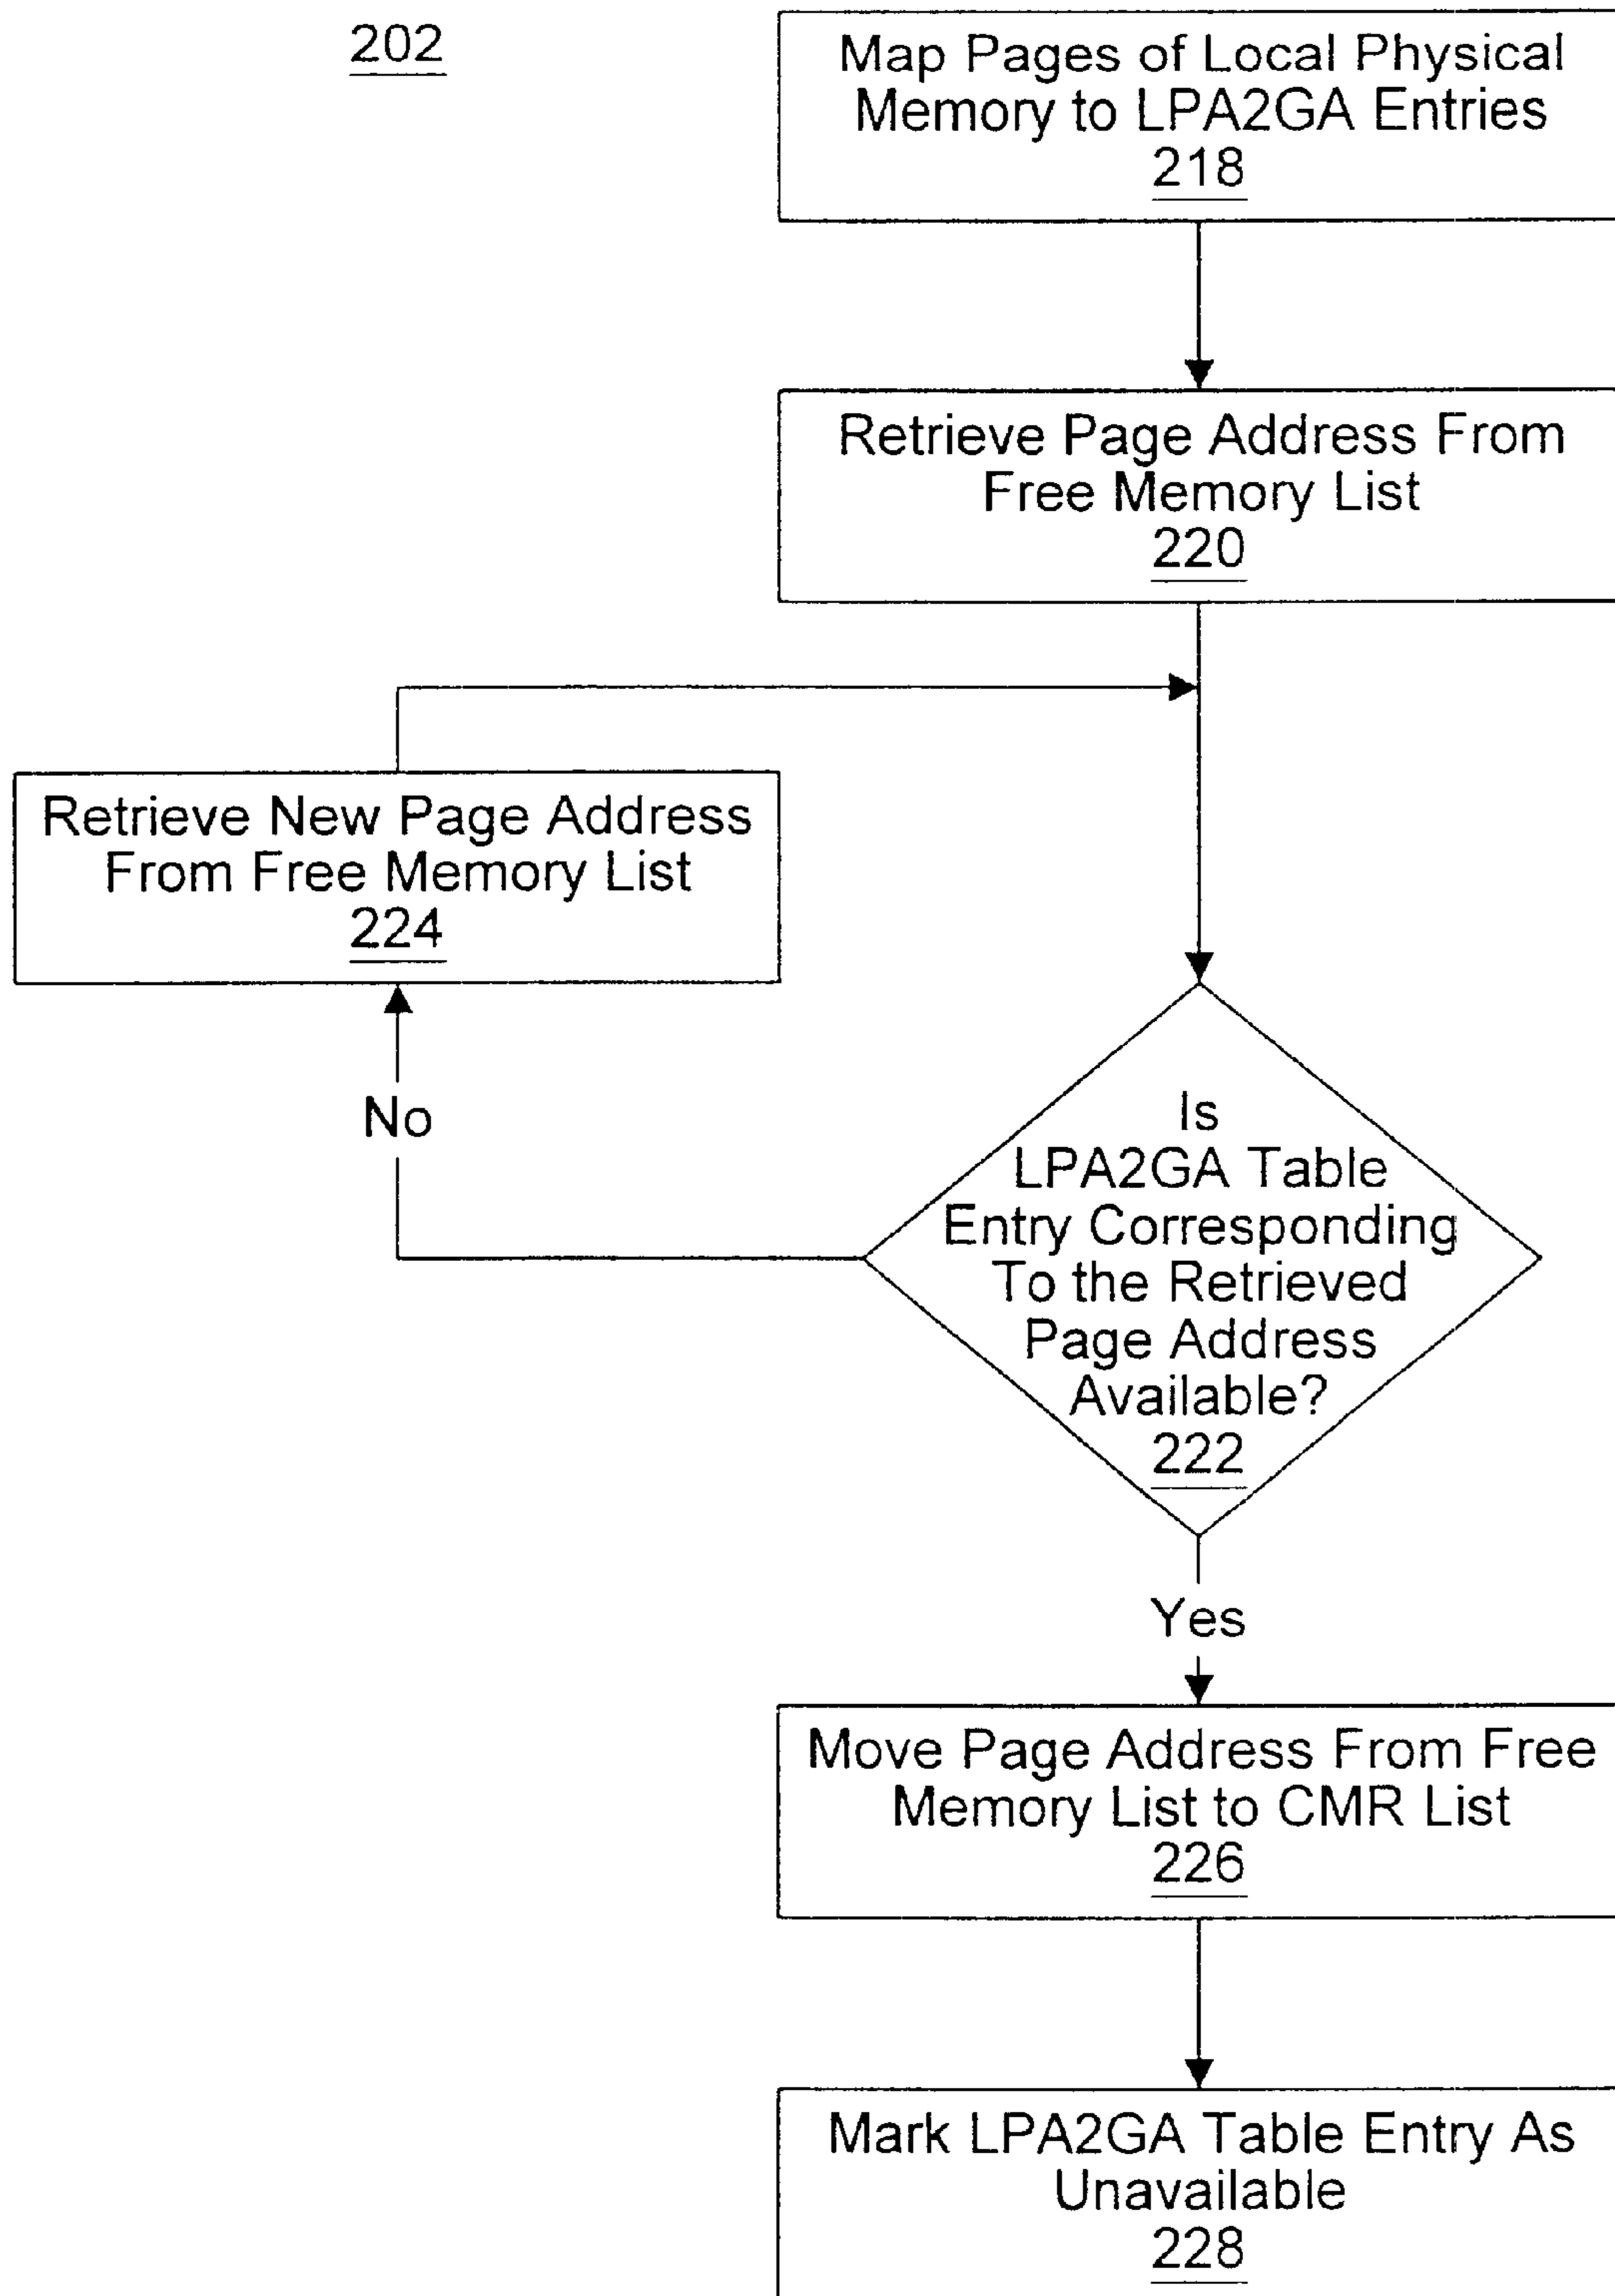 202
Map Pages of Local Physical
Memory to LPA2GA Entries
218
Retrieve Page Address From
Free Memory List
220
Retrieve New Page Address
From Free Memory List
224
No
Is
LPA2GA Table
Entry Corresponding
To the Retrieved
Page Address
Available?
222
Yes
Move Page Address From Free
Memory List to CMR List
226
Mark LPA2GA Table Entry As
Unavailable
228